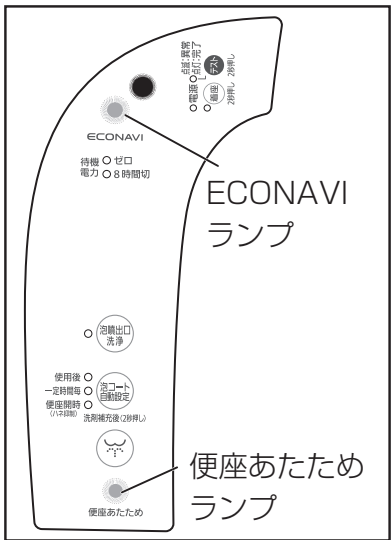 点滅:異常
点灯:完了
テスト
2秒押し
電源
着座
2秒押し
ECONAVI
待機 ゼロ
電力 8時間切
ECONAVI
ランプ
泡噴出口
洗浄
使用後
一定時間毎
便座開時
(ハネ抑制)
泡コート
自動設定
洗剤補充後(2秒押し)
便座あたため
便座あたため
ランプ